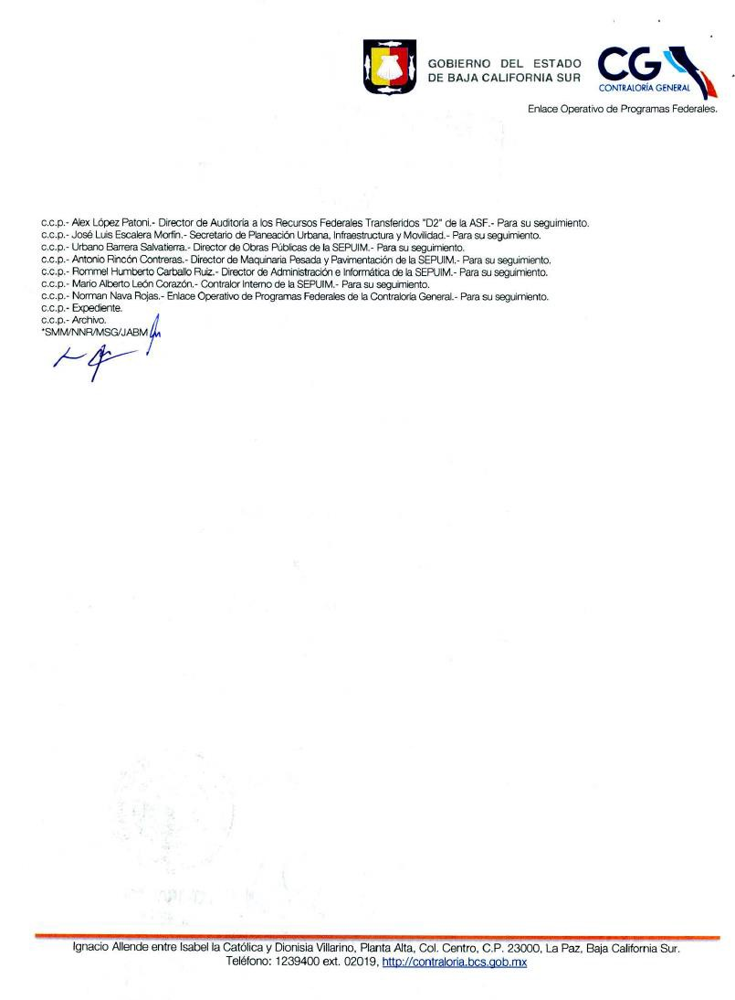 GOBIERNO DEL ESTADO
DE BAJA CALIFORNIA SUR
CG
CONTRALORÍA GENERAL
Enlace Operativo de Programas Federales.
c.c.p.- Alex López Patoni.- Director de Auditoría a los Recursos Federales Transferidos "D2" de la ASF.- Para su seguimiento.
c.c.p.- José Luis Escalera Morfín.- Secretario de Planeación Urbana, Infraestructura y Movilidad.- Para su seguimiento.
c.c.p.- Urbano Barrera Salvatierra.- Director de Obras Públicas de la SEPUIM.- Para su seguimiento.
c.c.p.- Antonio Rincón Contreras.- Director de Maquinaria Pesada y Pavimentación de la SEPUIM.- Para su seguimiento.
c.c.p.- Rommel Humberto Carballo Ruiz.- Director de Administración e Informática de la SEPUIM.- Para su seguimiento.
c.c.p.- Mario Alberto León Corazón.- Contralor Interno de la SEPUIM.- Para su seguimiento.
c.c.p.- Norman Nava Rojas.- Enlace Operativo de Programas Federales de la Contraloría General.- Para su seguimiento.
c.c.p.- Expediente.
c.c.p.- Archivo.
*SMM/NNR/MSG/JABM
Ignacio Allende entre Isabel la Católica y Dionisia Villarino, Planta Alta, Col. Centro, C.P. 23000, La Paz, Baja California Sur.
Teléfono: 1239400 ext. 02019, http://contraloria.bcs.gob.mx